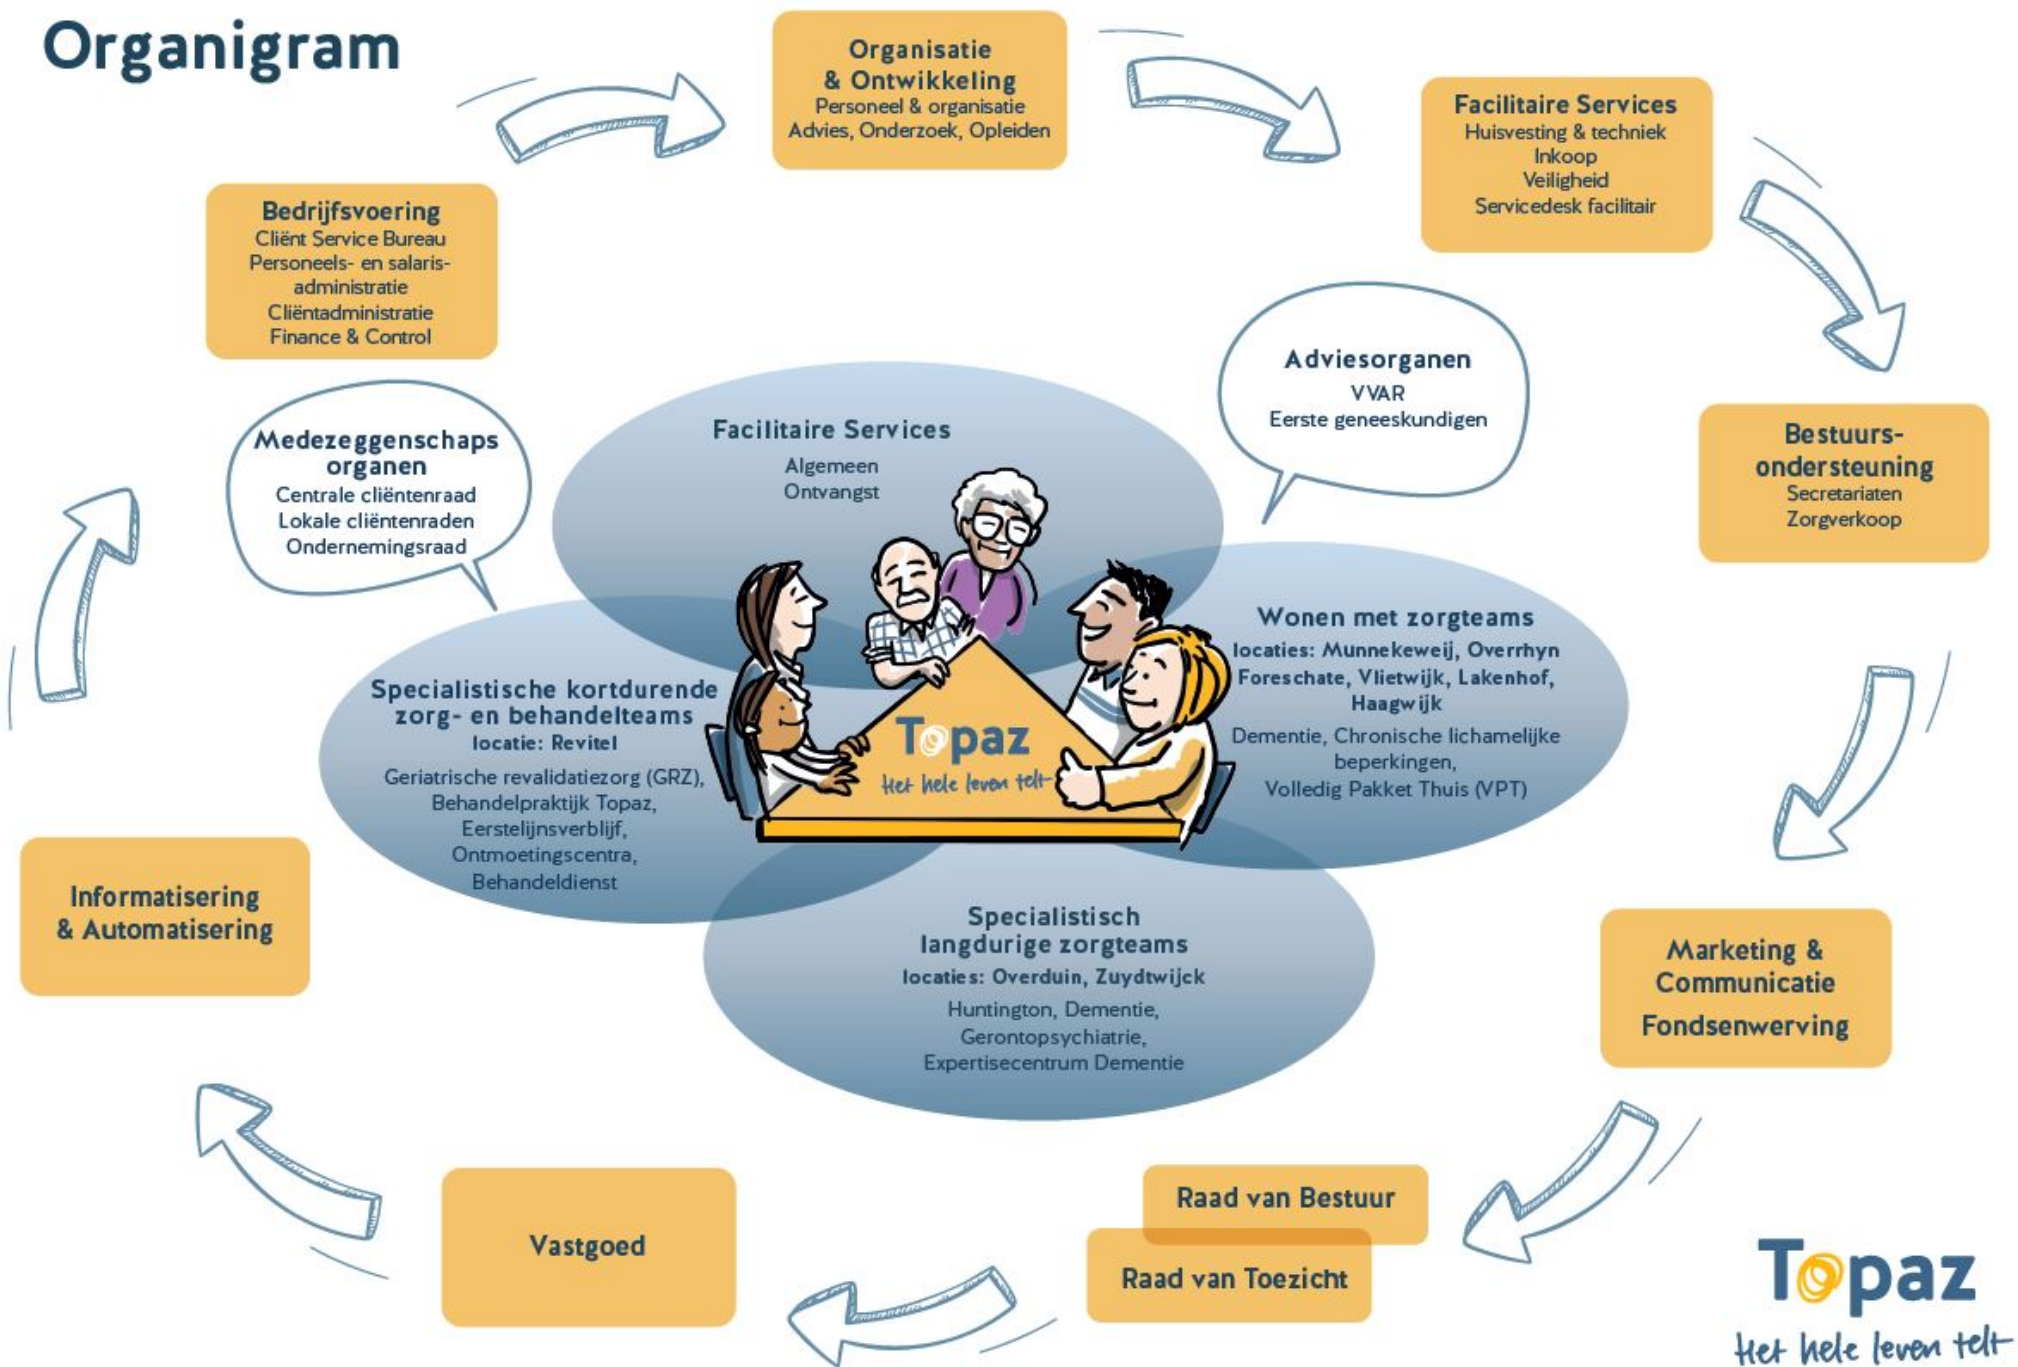 Organigram
Organisatie
& Ontwikkeling
Personeel & organisatie
Advies, Onderzoek, Opleiden
Facilitaire Services
Huisvesting & techniek
Inkoop
Veiligheid
Servicedesk facilitair
Bedrijfsvoering
Cliënt Service Bureau
Personeels- en salaris-
administratie
Cliëntadministratie
Finance & Control
Adviesorganen
VVAR
Eerste geneeskundigen
Medezeggenschaps
organen
Centrale cliëntenraad
Lokale cliëntenraden
Ondernemingsraad
Facilitaire Services
Algemeen
Ontvangst
Bestuurs-
ondersteuning
Secretariaten
Zorgverkoop
Wonen met zorgteams
locaties: Munnekeweij, Overrhyn
Foreschate, Vlietwijk, Lakenhof,
Haagwijk
Dementie, Chronische lichamelijke
beperkingen,
Volledig Pakket Thuis (VPT)
Specialistische kortdurende
zorg- en behandelteams
locatie: Revitel
Geriatrische revalidatiezorg (GRZ),
Behandelpraktijk Topaz,
Eerstelijnsverblijf,
Ontmoetingscentra,
Behandeldienst
Topaz
Het hele leven telt
Informatisering
& Automatisering
Specialistisch
langdurige zorgteams
locaties: Overduin, Zuydtwijck
Huntington, Dementie,
Gerontopsychiatrie,
Expertisecentrum Dementie
Marketing &
Communicatie
Fondsenwerving
Vastgoed
Raad van Bestuur
Raad van Toezicht
Topaz
Het hele leven telt